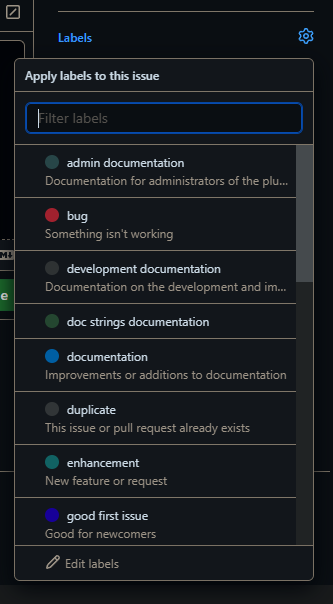 Labels
Apply labels to this issue
Filter labels
admin documentation
Documentation for administrators of the plu...
bug
Something isn't working
development documentation
Documentation on the development and im...
doc strings documentation
documentation
Improvements or additions to documentation
duplicate
This issue or pull request already exists
e
enhancement
New feature or request
good first issue
Good for newcomers
Edit labels